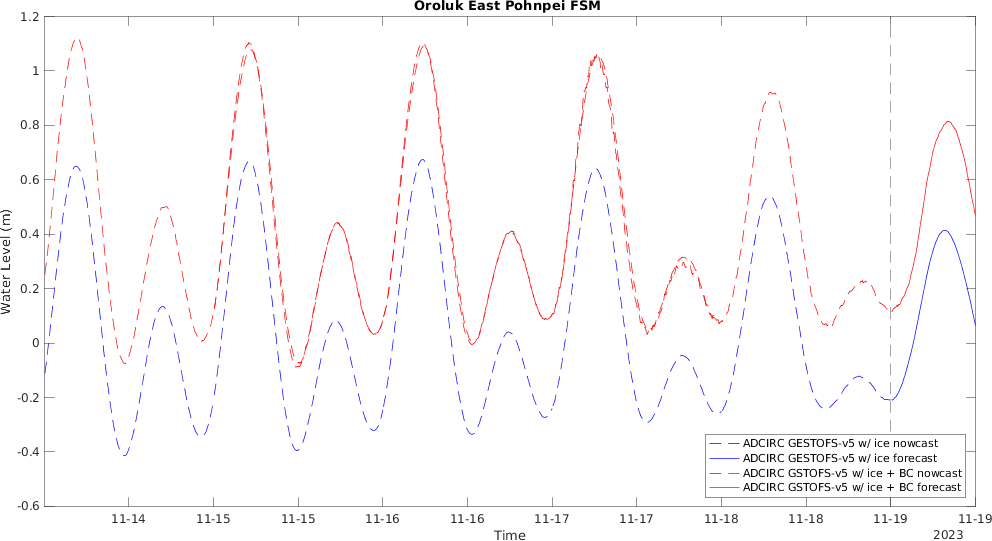 Oroluk East Pohnpei FSM
Water Level (m)
1.2
1
0.8
0.6
0.4
0.2
0
-0.2
-0.4
-0.6
ADCIRC GESTOFS-v5 w/ ice nowcast
ADCIRC GESTOFS-v5 w/ ice forecast
ADCIRC GSTOFS-v5 w/ ice + BC nowcast
ADCIRC GSTOFS-v5 w/ ice + BC forecast
11-14 11-15 11-15 11-16 11-16 11-17 11-17 11-18 11-18 11-19 11-19
Time
2023